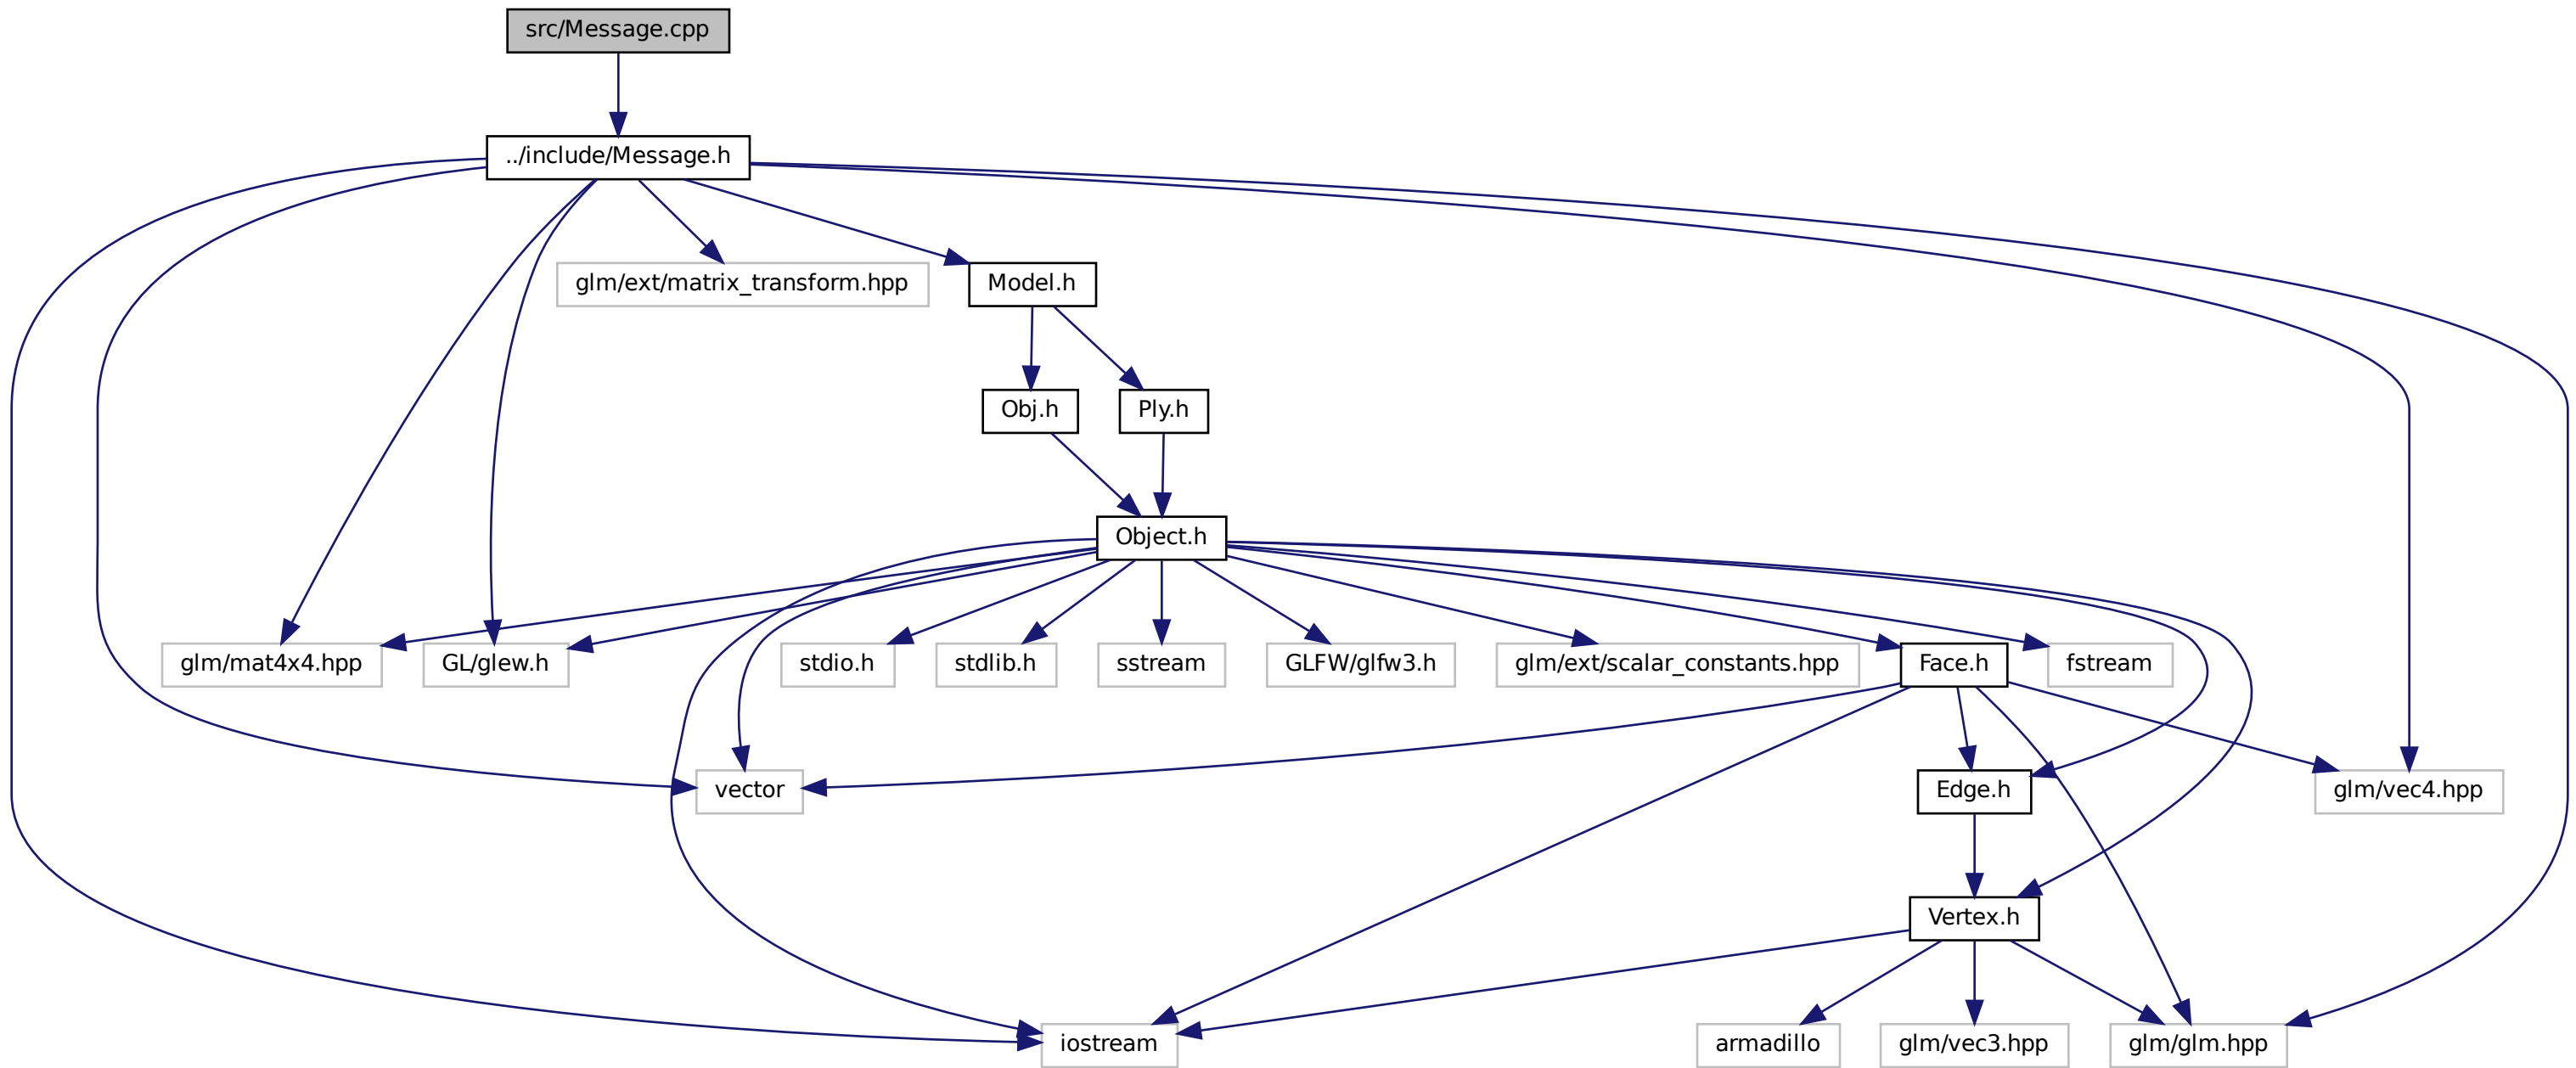 src/Message.cpp
../include/Message.h
glm/ext/matrix_transform.hpp
Model.h
Obj.h
Ply.h
Object.h
glm/mat4x4.hpp
GL/glew.h
stdio.h
stdlib.h
sstream
GLFW/glfw3.h
glm/ext/scalar_constants.hpp
Face.h
fstream
vector
Edge.h
glm/vec4.hpp
Vertex.h
iostream
armadillo
glm/vec3.hpp
glm/glm.hpp